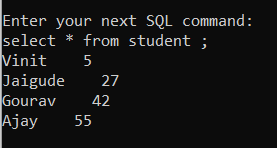 Enter your next SQL command:
select * from student ;
Vinit    5
Jaigude    27
Gourav    42
Ajay    55